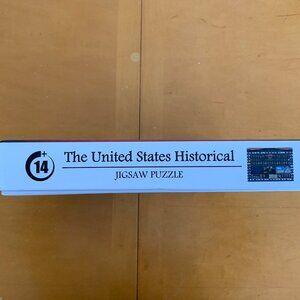 14+
The United States Historical
JIGSAW PUZZLE